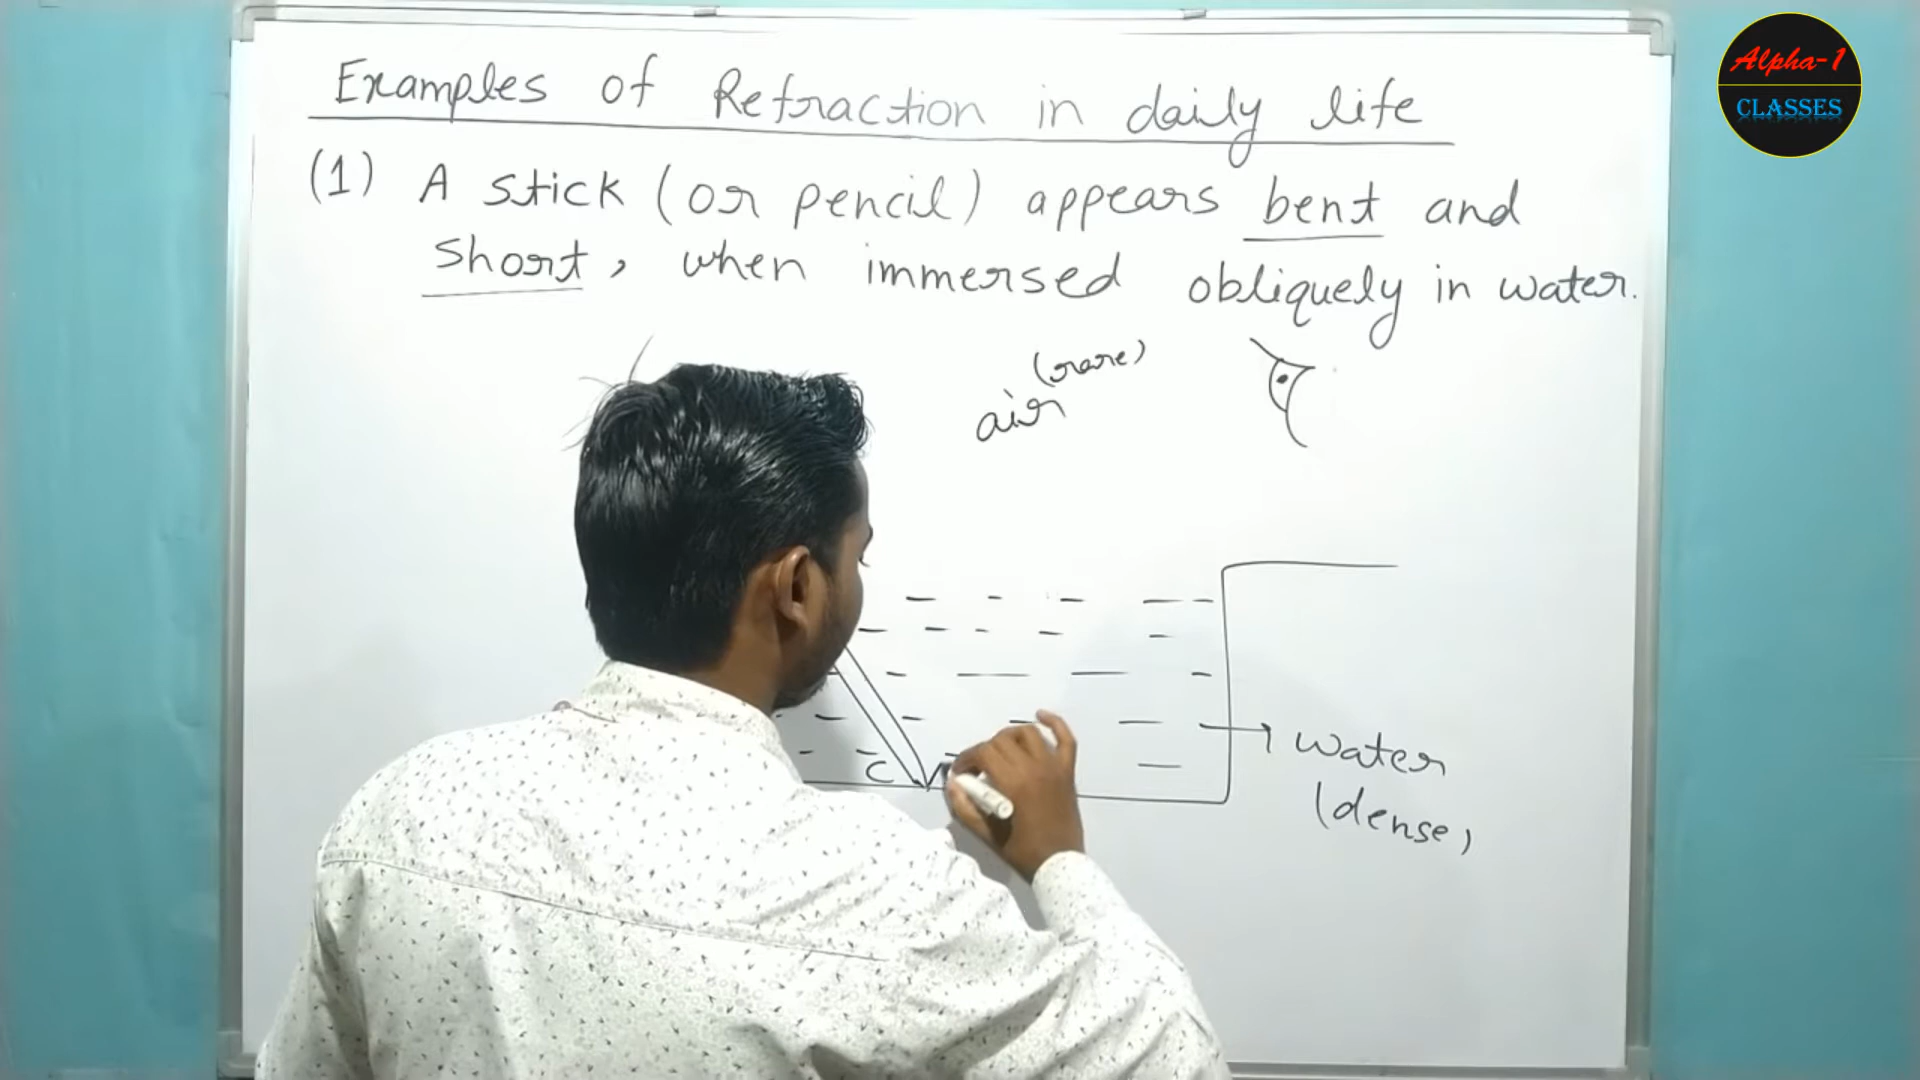 Examples of Refraction in daily life
(1) A stick (or pencil) appears bent and
short, when immersed obliquely in water.
(rare)
air
C
Water
(dense)
Alpha-1
CLASSES